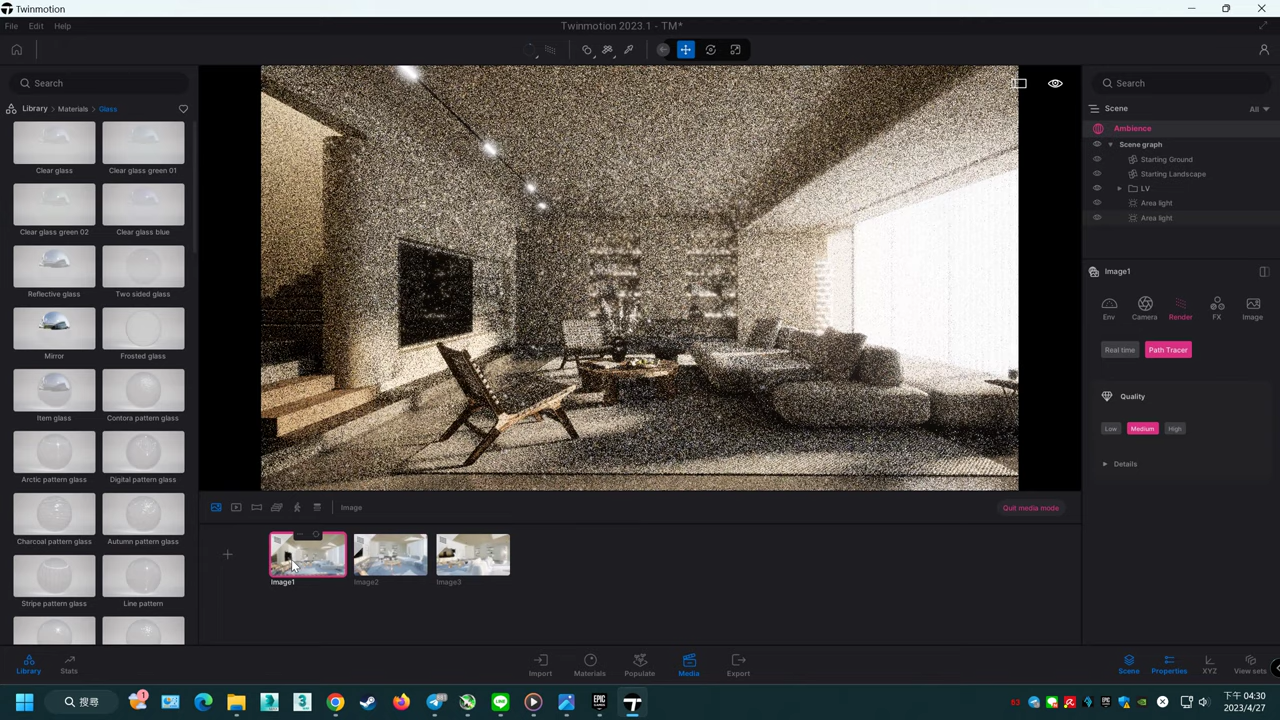 Twinmotion
File Edit Help
Twinmotion 2023.1 - TM*
Search
Library > Materials > Glass
Clear glass
Clear glass green 01
Clear glass green 02
Clear glass blue
Reflective glass
Two sided glass
Mirror
Frosted glass
Item glass
Contora pattern glass
Arctic pattern glass
Digital pattern glass
Charcoal pattern glass
Autumn pattern glass
Stripe pattern glass
Line pattern
Search
Scene
All
Ambience
Scene graph
Starting Ground
Starting Landscape
LV
Area light
Area light
Image1
Env Camera Render FX Image
Real time Path Tracer
Quality
Low Medium High
Details
Image
Quit media mode
Image1 Image2 Image3
Library Stats
Import Materials Populate Media Export
Scene Properties XYZ View sets
搜尋
下午 04:30
2023/4/27